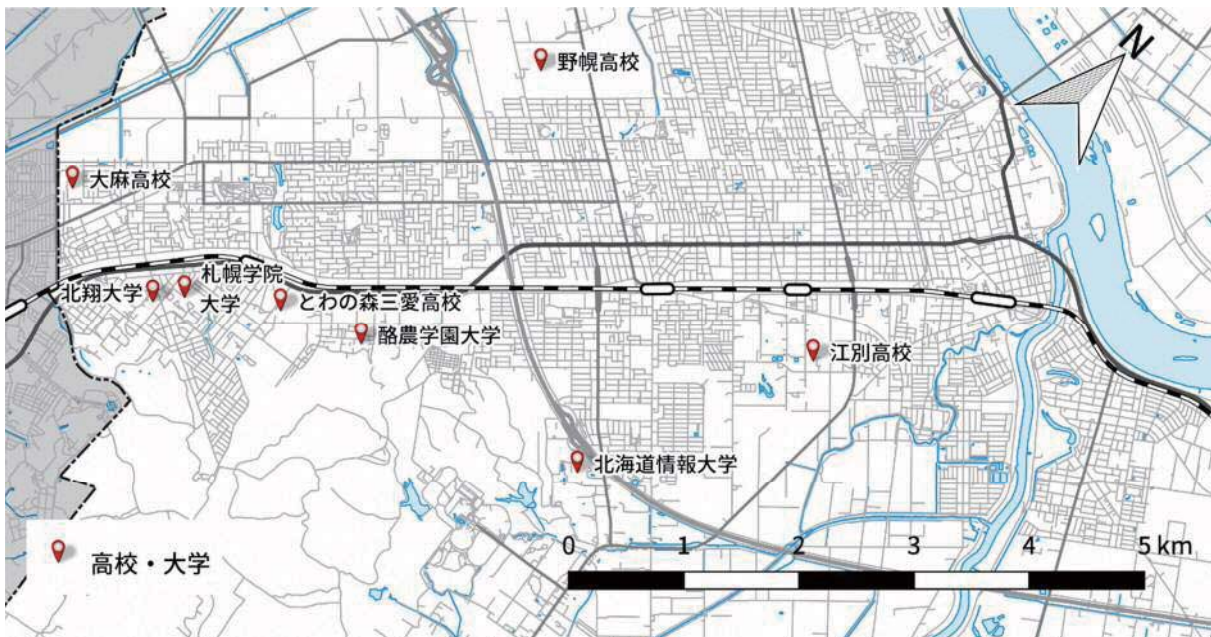 野幌高校
N
大麻高校
札幌学院
大学
北翔大学
とわの森三愛高校
酪農学園大学
江別高校
北海道情報大学
高校・大学
0 1 2 3 4 5 km